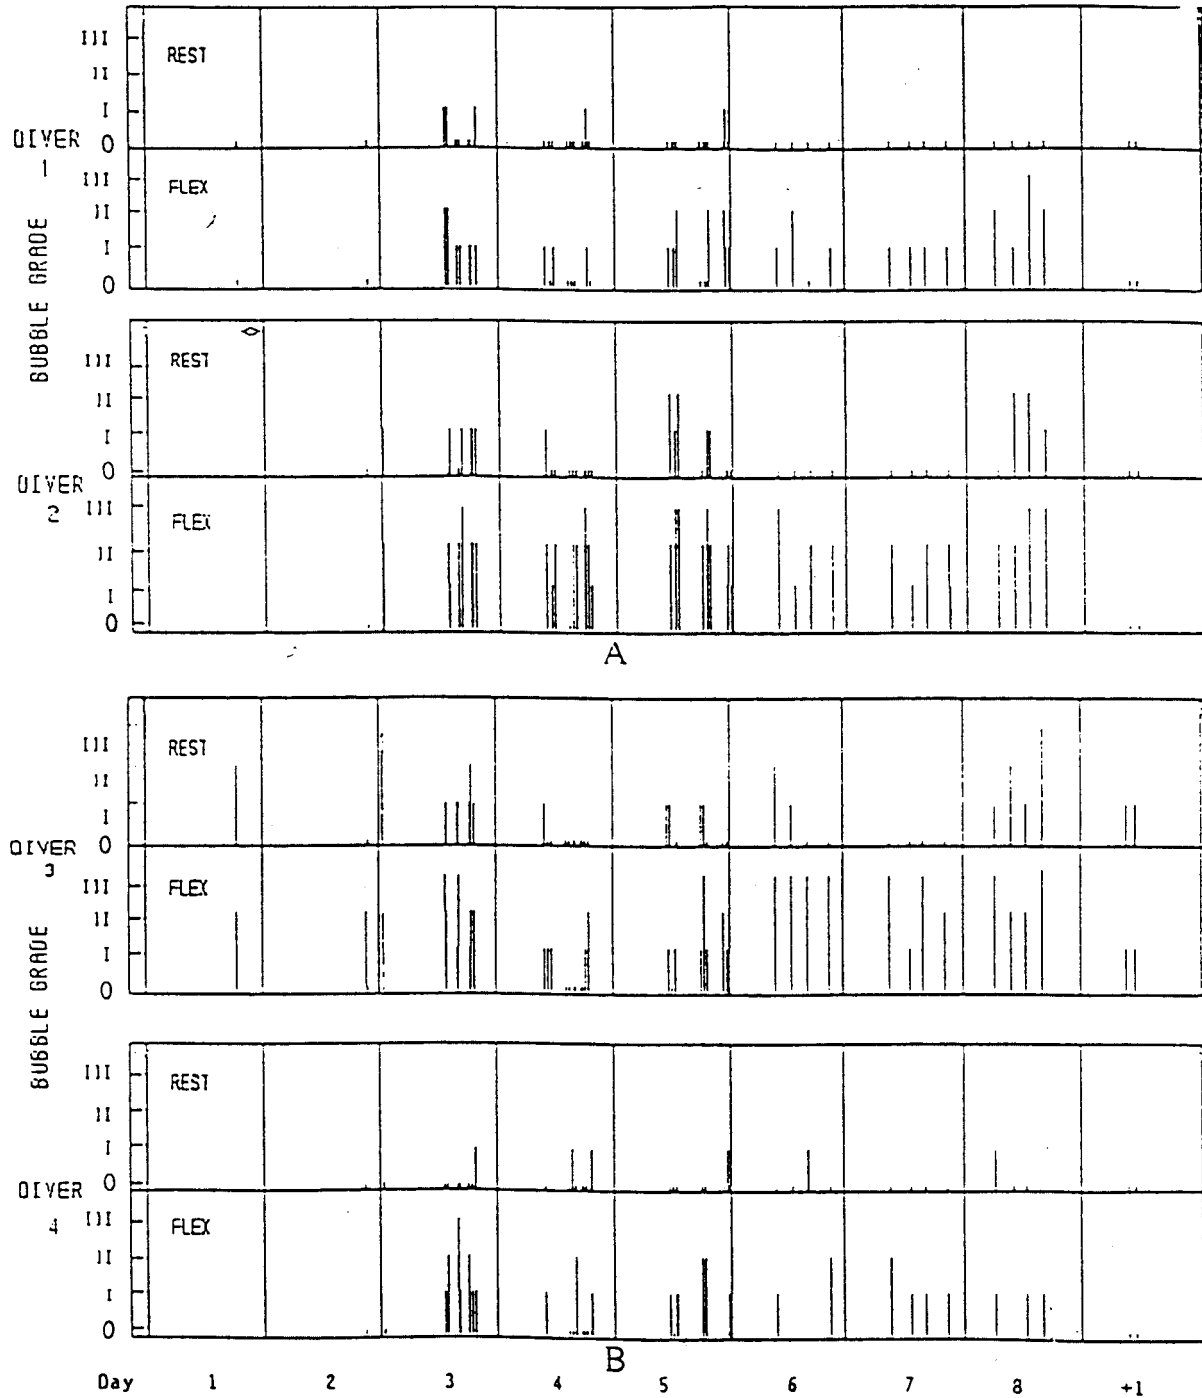 III
REST
II
I
0
DIVER
1
III
FLEX
II
I
0
BUBBLE GRADE
III
REST
II
I
0
DIVER
2
III
FLEX
II
I
0
A
III
REST
II
I
0
DIVER
3
III
FLEX
II
I
0
BUBBLE GRADE
III
REST
II
I
0
DIVER
4
III
FLEX
II
I
0
B
Day 1 2 3 4 5 6 7 8 +1